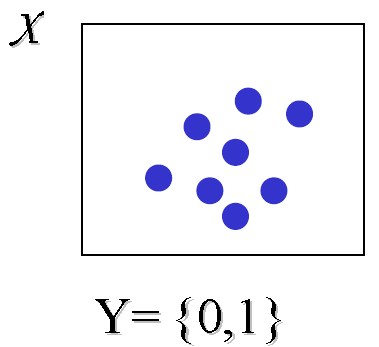 X
Y= {0,1}